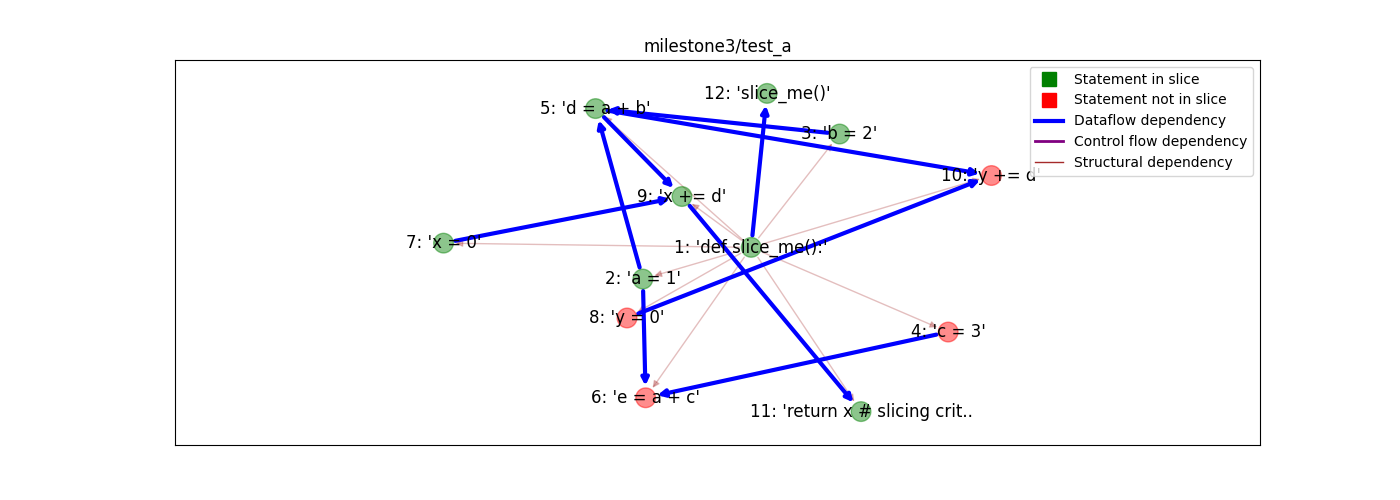 milestone3/test_a
Statement in slice
Statement not in slice
Dataflow dependency
Control flow dependency
Structural dependency
12: 'slice_me()'
5: 'd = a + b'
3: 'b = 2'
10: 'y += d'
9: 'x += d'
7: 'x = 0'
1: 'def slice_me():'
2: 'a = 1'
8: 'y = 0'
4: 'c = 3'
6: 'e = a + c'
11: 'return x # slicing crit..